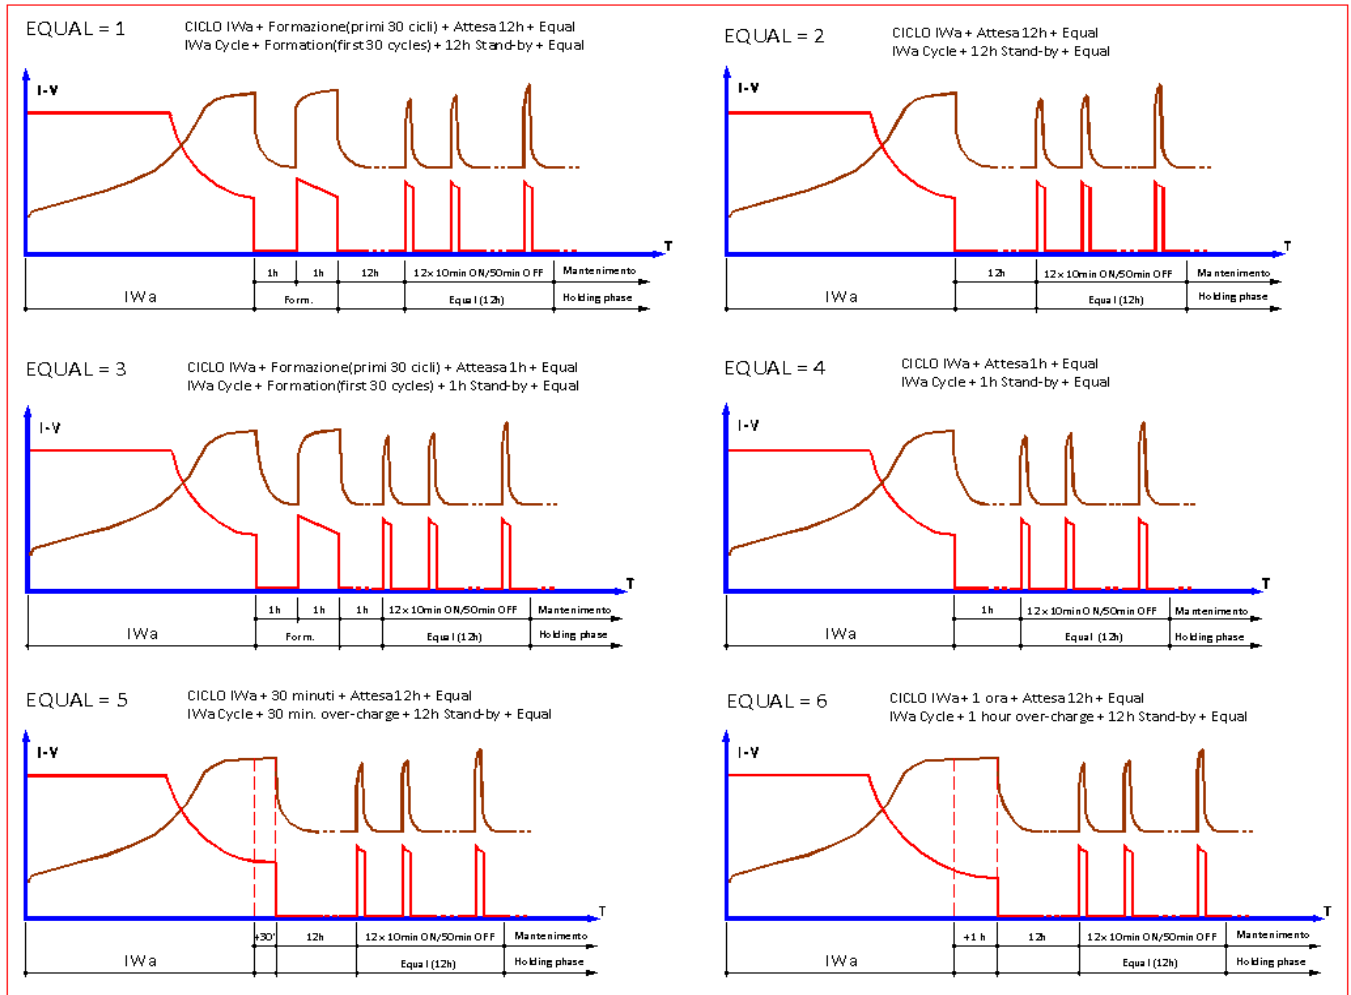 EQUAL = 1
CICLO IWa + Formazione(primi 30 cicli) + Attesa 12h + Equal
IWa Cycle + Formation(first 30 cycles) + 12h Stand-by + Equal
I-V
T
1h 1h 12h 12x 10min ON/50min OFF Mantenimento
IWa Form. Equal (12h) Holding phase
EQUAL = 2
CICLO IWa + Attesa 12h + Equal
IWa Cycle + 12h Stand-by + Equal
I-V
T
12h 12x 10min ON/50min OFF Mantenimento
IWa Equal (12h) Holding phase
EQUAL = 3
CICLO IWa + Formazione(primi 30 cicli) + Atteasa 1h + Equal
IWa Cycle + Formation(first 30 cycles) + 1h Stand-by + Equal
I-V
T
1h 1h 1h 12x 10min ON/50min OFF Mantenimento
IWa Form. Equal (12h) Holding phase
EQUAL = 4
CICLO IWa + Attesa 1h + Equal
IWa Cycle + 1h Stand-by + Equal
I-V
T
1h 12x 10min ON/50min OFF Mantenimento
IWa Equal (12h) Holding phase
EQUAL = 5
CICLO IWa + 30 minuti + Attesa 12h + Equal
IWa Cycle + 30 min. over-charge + 12h Stand-by + Equal
I-V
T
+30' 12h 12x 10min ON/50min OFF Mantenimento
IWa Equal (12h) Holding phase
EQUAL = 6
CICLO IWa + 1 ora + Attesa 12h + Equal
IWa Cycle + 1 hour over-charge + 12h Stand-by + Equal
I-V
T
+1 h 12h 12x 10min ON/50min OFF Mantenimento
IWa Equal (12h) Holding phase